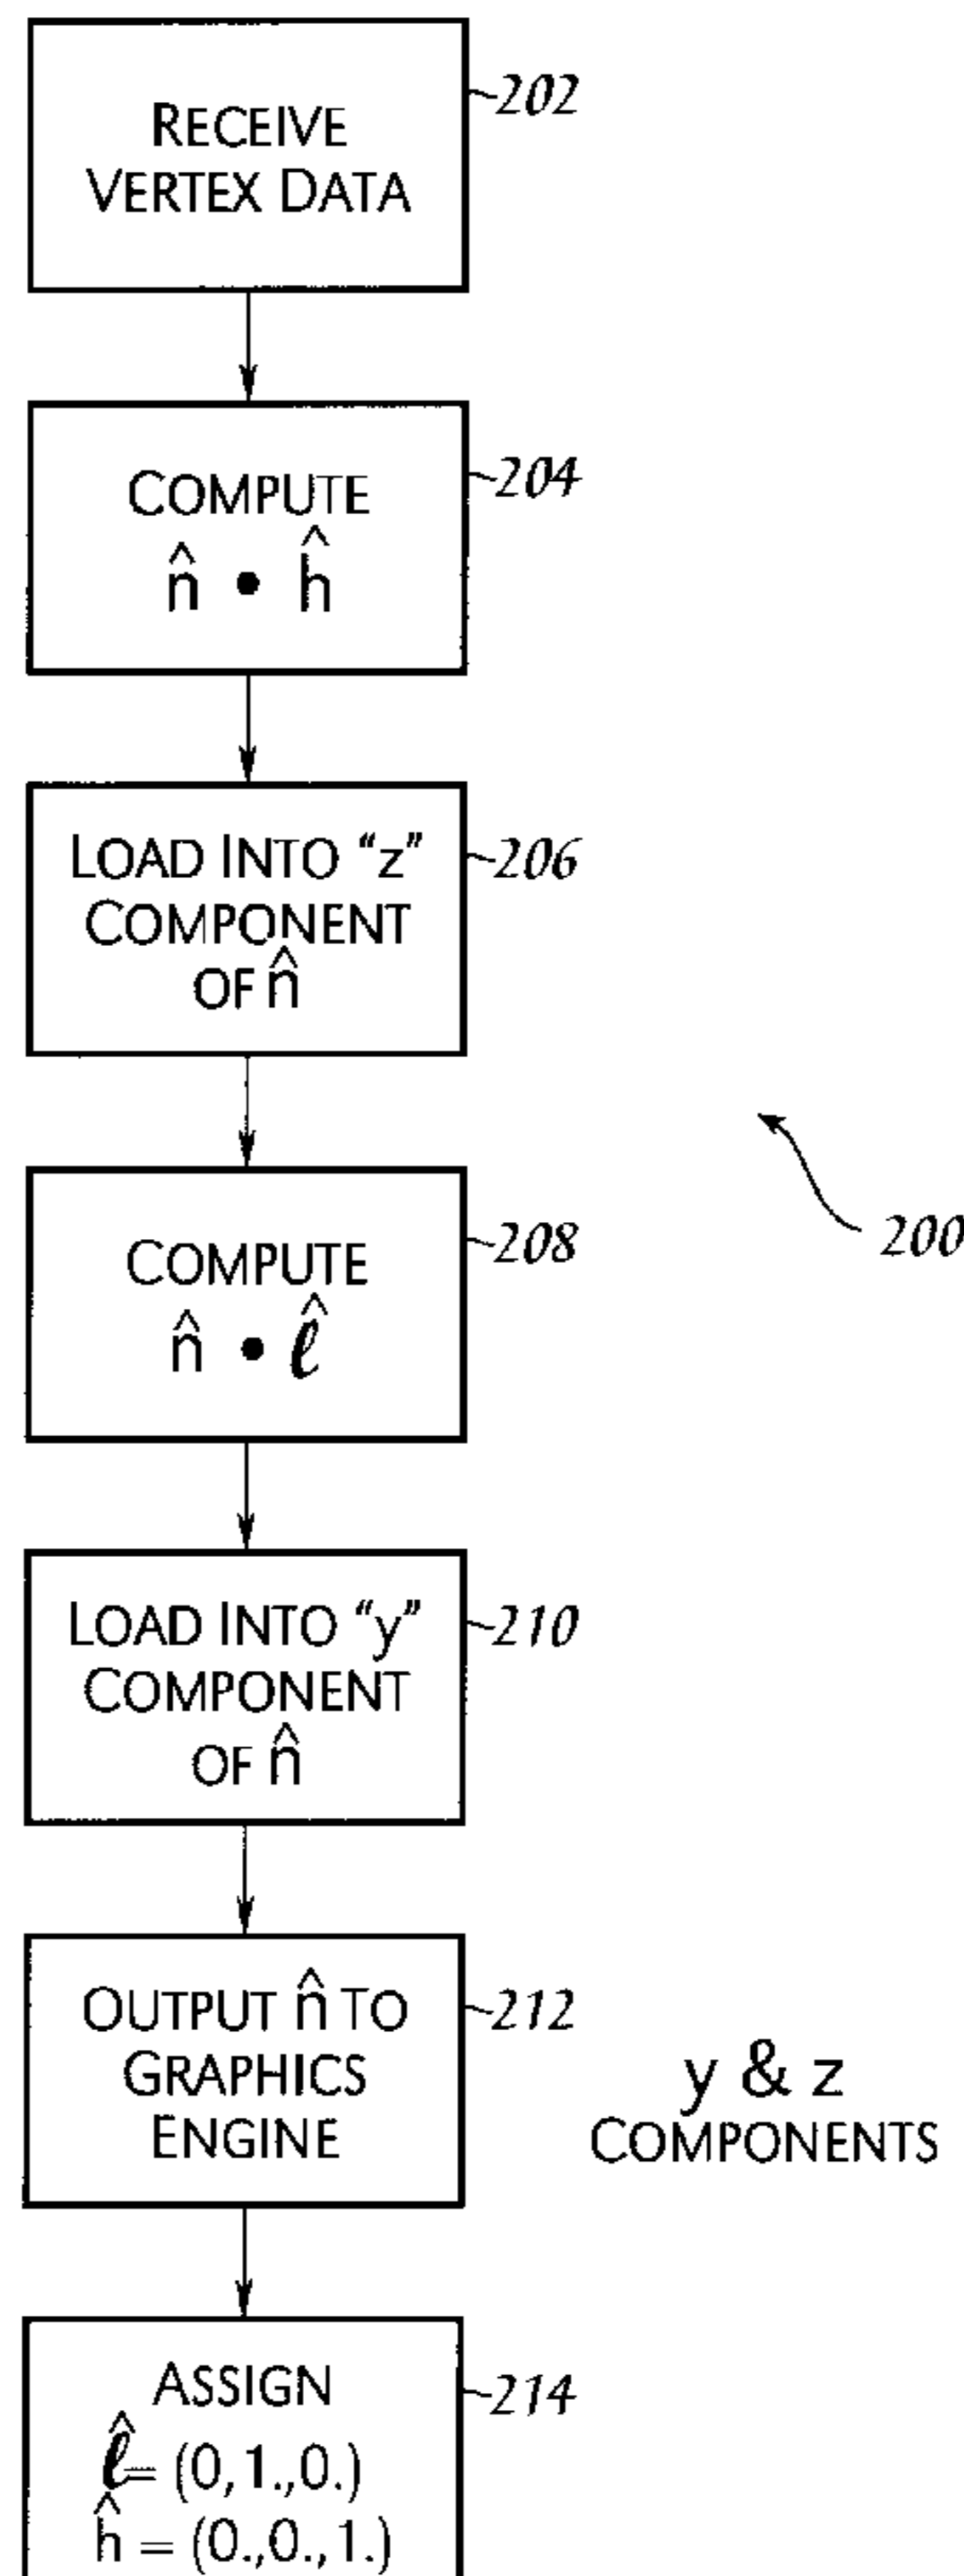 RECEIVE
VERTEX DATA
202
COMPUTE
n̂ • ĥ
204
LOAD INTO “z”
COMPONENT
OF n̂
206
COMPUTE
n̂ • ℓ̂
208
200
LOAD INTO “y”
COMPONENT
OF n̂
210
OUTPUT n̂ TO
GRAPHICS
ENGINE
212
y & z
COMPONENTS
ASSIGN
ℓ̂ = (0,1.,0.)
ĥ = (0.,0.,1.)
214